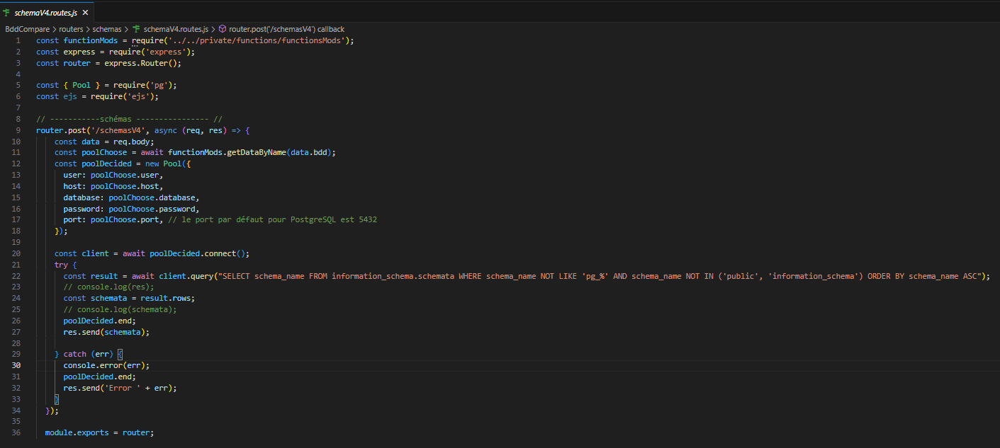 schemaV4.routes.js ×
BddCompare > routers > schemas > schemaV4.routes.js > router.post('/schemasV4') callback
1 const functionMods = require('../../private/functions/functionsMods');
2 const express = require('express');
3 const router = express.Router();
4
5 const { Pool } = require('pg');
6 const ejs = require('ejs');
7
8 // -----------schémas ---------------- //
9 router.post('/schemasV4', async (req, res) => {
10 const data = req.body;
11 const poolChoose = await functionMods.getDataByName(data.bdd);
12 const poolDecided = new Pool({
13 user: poolChoose.user,
14 host: poolChoose.host,
15 database: poolChoose.database,
16 password: poolChoose.password,
17 port: poolChoose.port, // le port par défaut pour PostgreSQL est 5432
18 });
19
20 const client = await poolDecided.connect();
21 try {
22 const result = await client.query("SELECT schema_name FROM information_schema.schemata WHERE schema_name NOT LIKE 'pg_%' AND schema_name NOT IN ('public', 'information_schema') ORDER BY schema_name ASC");
23 // console.log(res);
24 const schemata = result.rows;
25 // console.log(schemata);
26 poolDecided.end;
27 res.send(schemata);
28
29 } catch (err) {
30 console.error(err);
31 poolDecided.end;
32 res.send('Error ' + err);
33 }
34 });
35
36 module.exports = router;